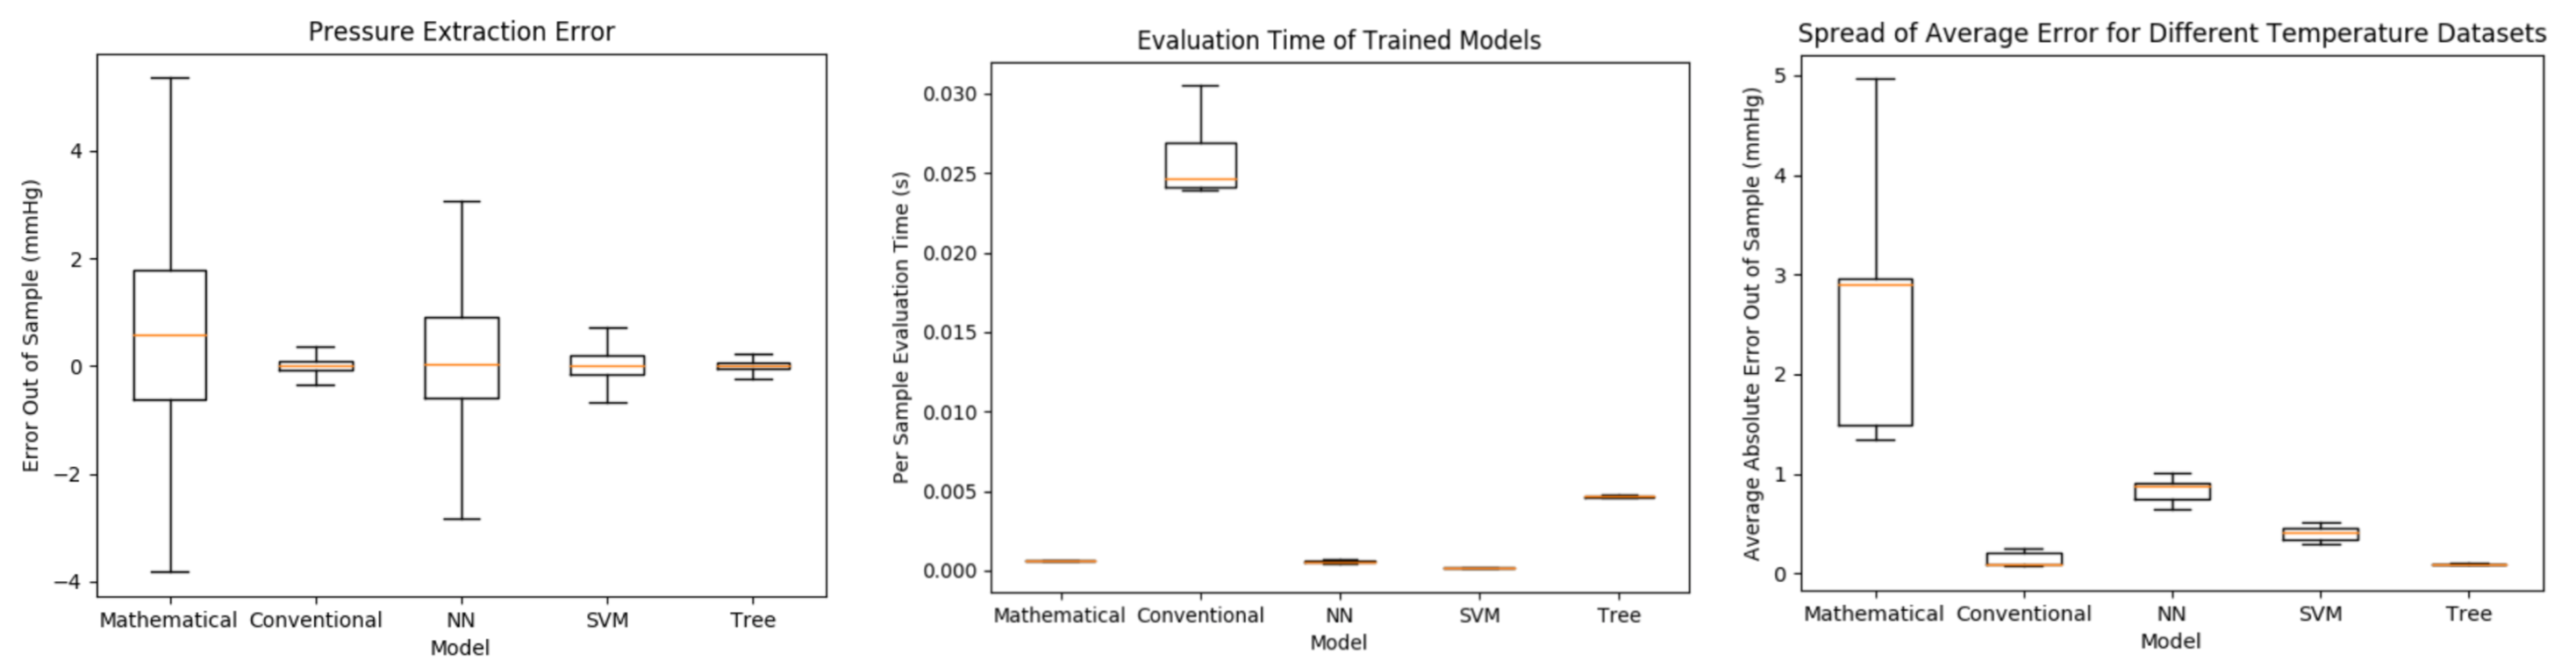 Pressure Extraction Error
Error Out of Sample (mmHg)
4
2
0
−2
−4
Mathematical Conventional NN SVM Tree
Model
Evaluation Time of Trained Models
Per Sample Evaluation Time (s)
0.030
0.025
0.020
0.015
0.010
0.005
0.000
Mathematical Conventional NN SVM Tree
Model
Spread of Average Error for Different Temperature Datasets
Average Absolute Error Out of Sample (mmHg)
5
4
3
2
1
0
Mathematical Conventional NN SVM Tree
Model